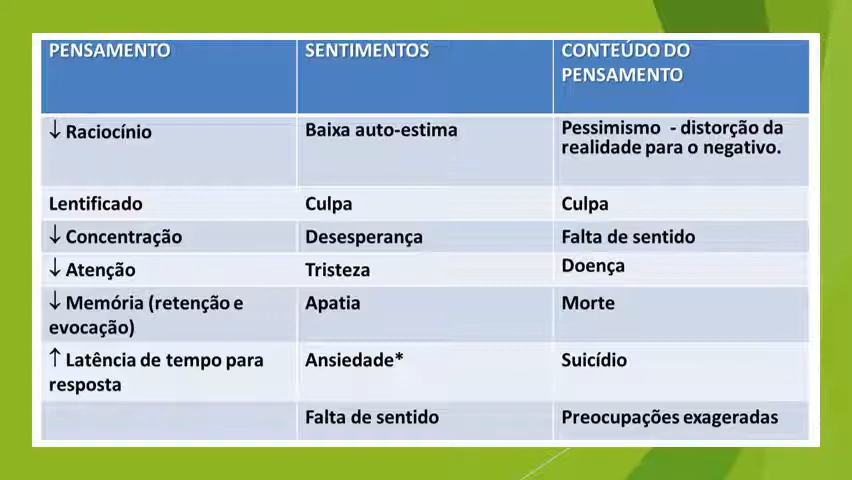 PENSAMENTO
SENTIMENTOS
CONTEÚDO DO
PENSAMENTO
↓ Raciocínio
Baixa auto-estima
Pessimismo - distorção da
realidade para o negativo.
Lentificado
Culpa
Culpa
↓ Concentração
Desesperança
Falta de sentido
↓ Atenção
Tristeza
Doença
↓ Memória (retenção e
evocação)
Apatia
Morte
↑ Latência de tempo para
resposta
Ansiedade*
Suicídio
Falta de sentido
Preocupações exageradas